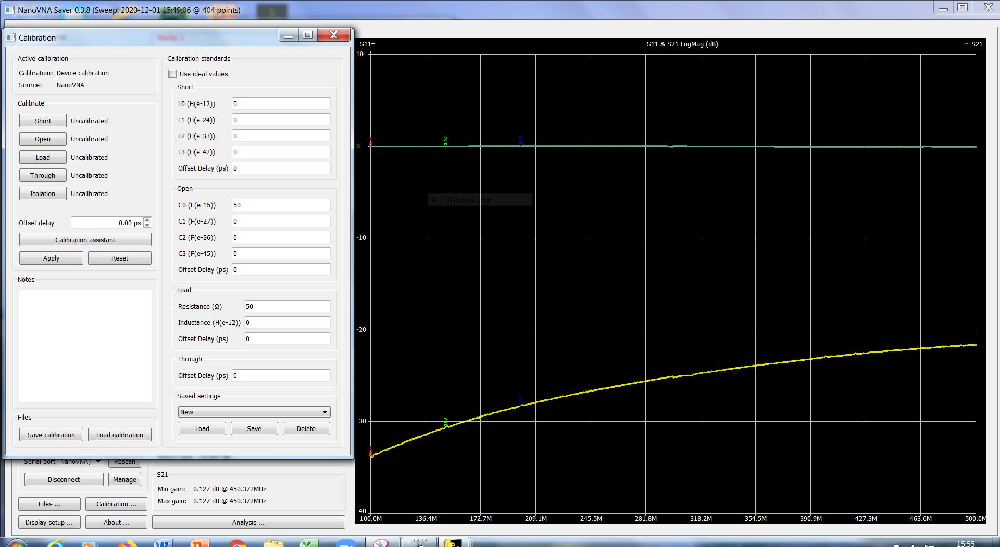 NanoVNA Saver 0.3.8 (Sweep: 2020-12-01 15:49:06 @ 404 points)
Calibration
Active calibration
Calibration: Device calibration
Source: NanoVNA
Calibrate
Short Uncalibrated
Open Uncalibrated
Load Uncalibrated
Through Uncalibrated
Isolation Uncalibrated
Offset delay 0.00 ps
Calibration assistant
Apply Reset
Notes
Files
Save calibration Load calibration
Calibration standards
Use ideal values
Short
L0 (H(e-12)) 0
L1 (H(e-24)) 0
L2 (H(e-33)) 0
L3 (H(e-42)) 0
Offset Delay (ps) 0
Open
C0 (F(e-15)) 50
C1 (F(e-27)) 0
C2 (F(e-36)) 0
C3 (F(e-45)) 0
Offset Delay (ps) 0
Load
Resistance (Ω) 50
Inductance (H(e-12)) 0
Offset Delay (ps) 0
Through
Offset Delay (ps) 0
Saved settings
New
Load Save Delete
Serial port NanoVNA) Rescan
Disconnect Manage
Files ... Calibration ...
Display setup ... About ...
S21
Min gain: -0.127 dB @ 450.372MHz
Max gain: -0.127 dB @ 450.372MHz
Analysis ...
S11 S11 & S21 LogMag (dB) S21
10
0
-10
-20
-30
-40
1 2 3
Window Snip
1 2 3
100.0M 136.4M 172.7M 209.1M 245.5M 281.8M 318.2M 354.5M 390.9M 427.3M 463.6M 500.0M
15:55